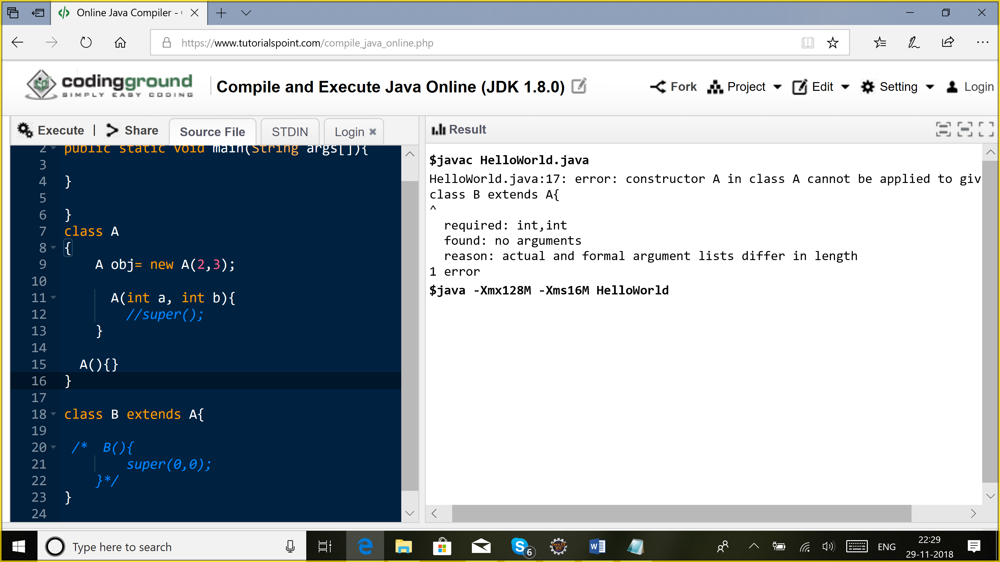 Online Java Compiler -
https://www.tutorialspoint.com/compile_java_online.php
codingground
SIMPLY EASY CODING
Compile and Execute Java Online (JDK 1.8.0)
Fork
Project
Edit
Setting
Login
Execute | Share
Source File
STDIN
Login
Result
2 public static void main(String args[]){
3
4 }
5
6 }
7 class A
8 {
9 A obj= new A(2,3);
10
11 A(int a, int b){
12 //super();
13 }
14
15 A(){}
16 }
17
18 class B extends A{
19
20 /* B(){
21 super(0,0);
22 }*/
23 }
24
$javac HelloWorld.java
HelloWorld.java:17: error: constructor A in class A cannot be applied to giv
class B extends A{
^
required: int,int
found: no arguments
reason: actual and formal argument lists differ in length
1 error
$java -Xmx128M -Xms16M HelloWorld
Type here to search
S
6
Java EE
IDE
W
ENG
22:29
29-11-2018